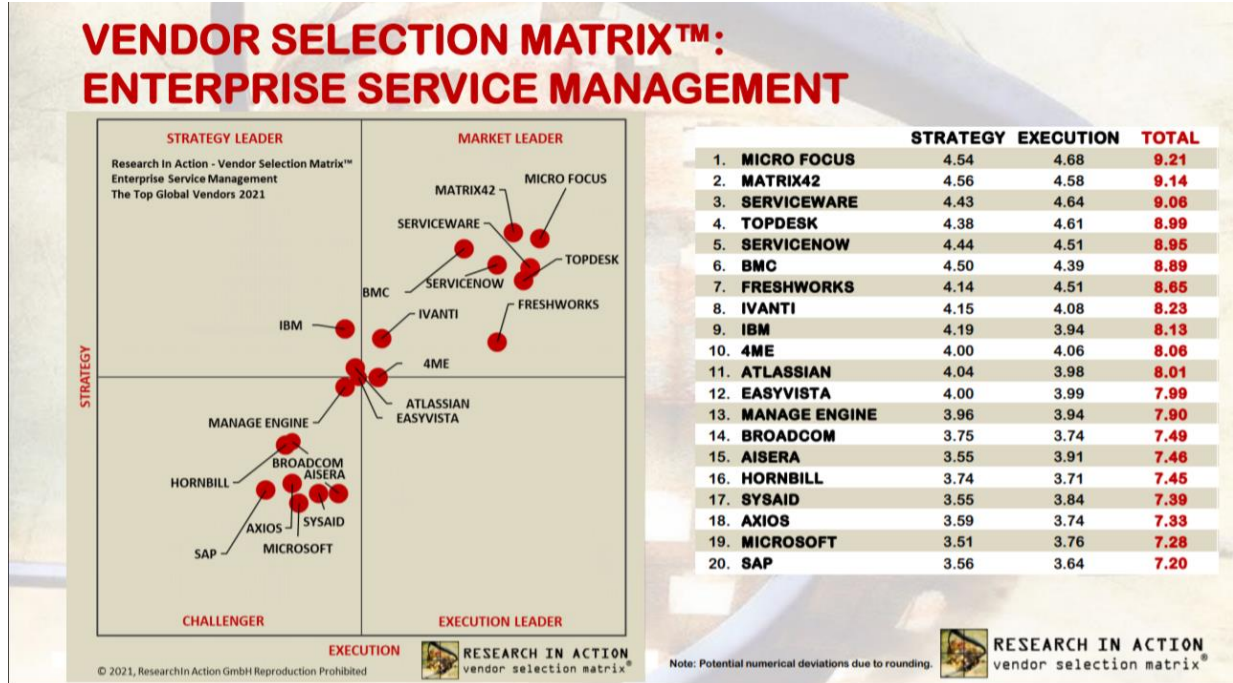 VENDOR SELECTION MATRIX™:
ENTERPRISE SERVICE MANAGEMENT
STRATEGY LEADER
MARKET LEADER
Research In Action - Vendor Selection Matrix™
Enterprise Service Management
The Top Global Vendors 2021
MICRO FOCUS
MATRIX42
SERVICEWARE
TOPDESK
SERVICENOW
BMC
FRESHWORKS
IVANTI
IBM
4ME
ATLASSIAN
EASYVISTA
MANAGE ENGINE
BROADCOM
AISERA
HORNBILL
SYSAID
AXIOS
MICROSOFT
SAP
STRATEGY
CHALLENGER
EXECUTION LEADER
EXECUTION
© 2021, ResearchIn Action GmbH Reproduction Prohibited
RESEARCH IN ACTION
vendor selection matrix®
STRATEGY EXECUTION TOTAL
1. MICRO FOCUS 4.54 4.68 9.21
2. MATRIX42 4.56 4.58 9.14
3. SERVICEWARE 4.43 4.64 9.06
4. TOPDESK 4.38 4.61 8.99
5. SERVICENOW 4.44 4.51 8.95
6. BMC 4.50 4.39 8.89
7. FRESHWORKS 4.14 4.51 8.65
8. IVANTI 4.15 4.08 8.23
9. IBM 4.19 3.94 8.13
10. 4ME 4.00 4.06 8.06
11. ATLASSIAN 4.04 3.98 8.01
12. EASYVISTA 4.00 3.99 7.99
13. MANAGE ENGINE 3.96 3.94 7.90
14. BROADCOM 3.75 3.74 7.49
15. AISERA 3.55 3.91 7.46
16. HORNBILL 3.74 3.71 7.45
17. SYSAID 3.55 3.84 7.39
18. AXIOS 3.59 3.74 7.33
19. MICROSOFT 3.51 3.76 7.28
20. SAP 3.56 3.64 7.20
Note: Potential numerical deviations due to rounding.
RESEARCH IN ACTION
vendor selection matrix®